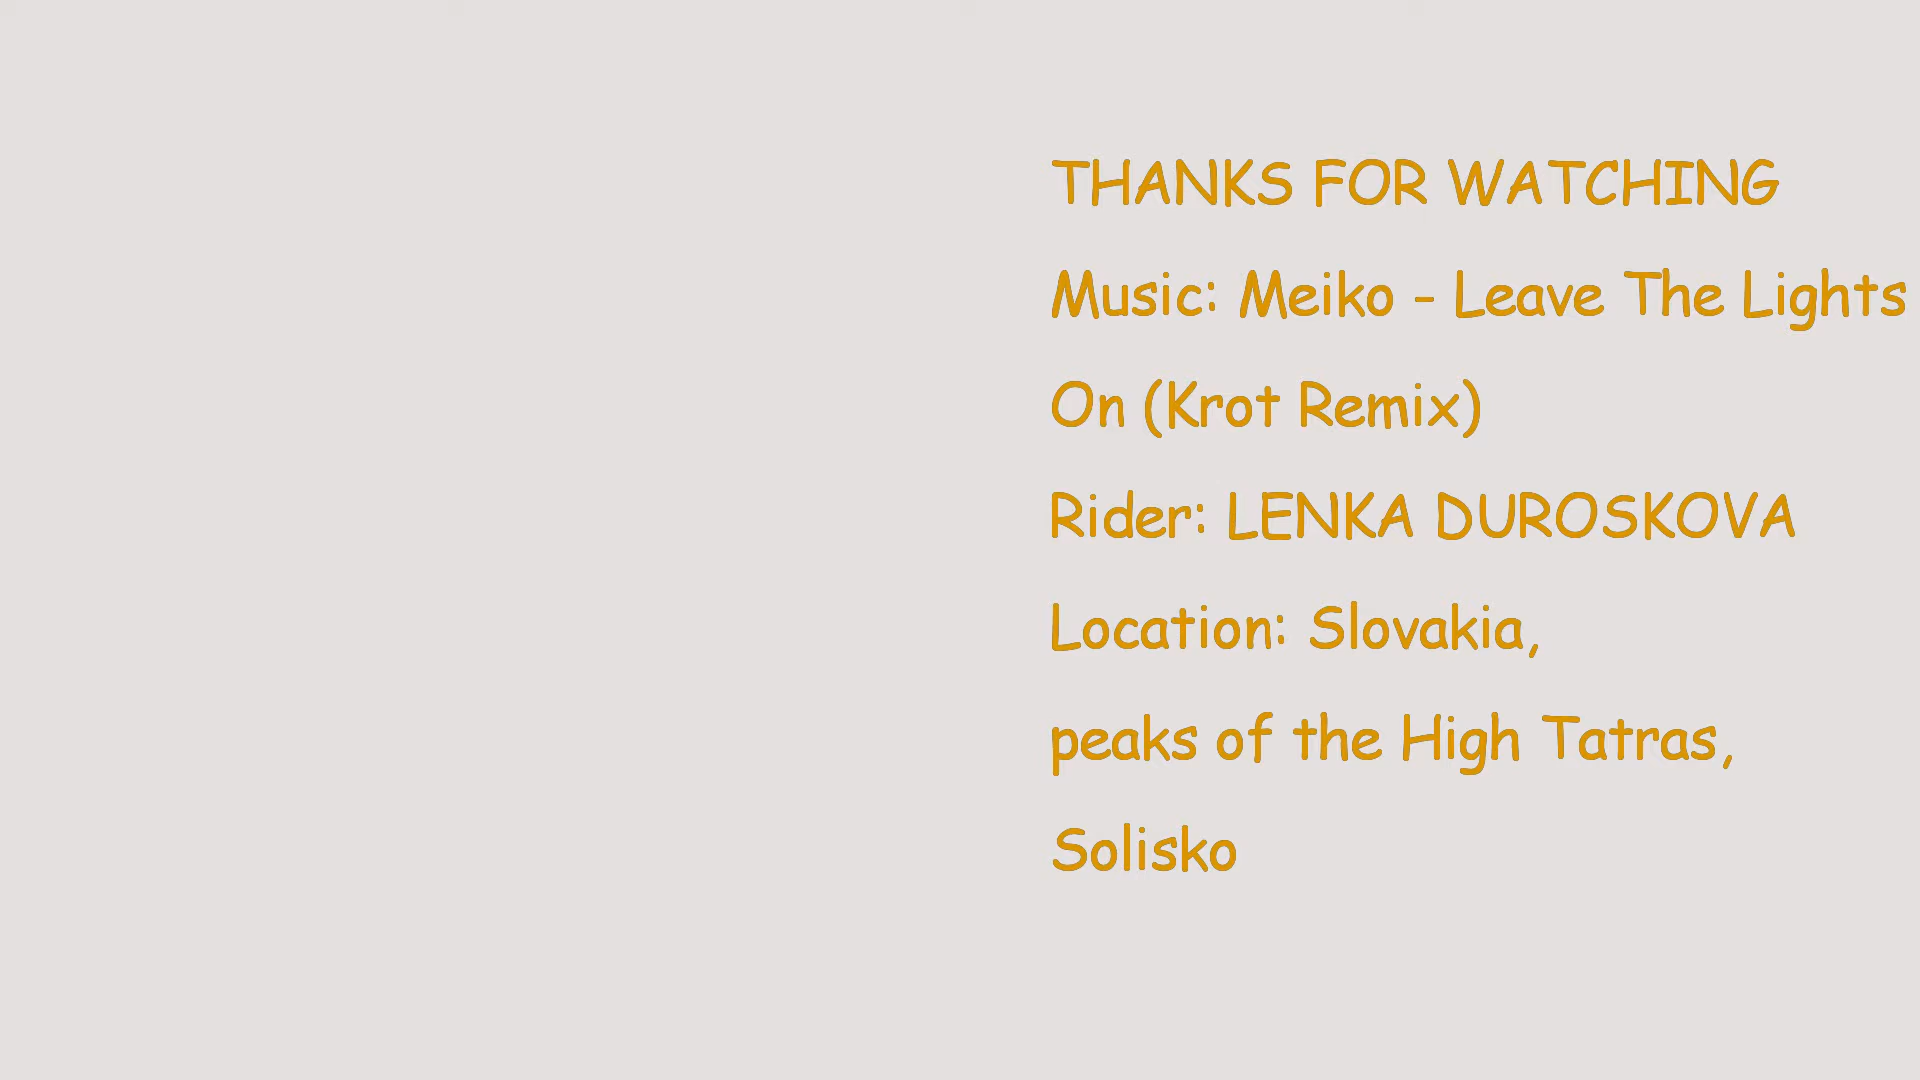 THANKS FOR WATCHING
Music: Meiko - Leave The Lights
On (Krot Remix)
Rider: LENKA DUROSKOVA
Location: Slovakia,
peaks of the High Tatras,
Solisko